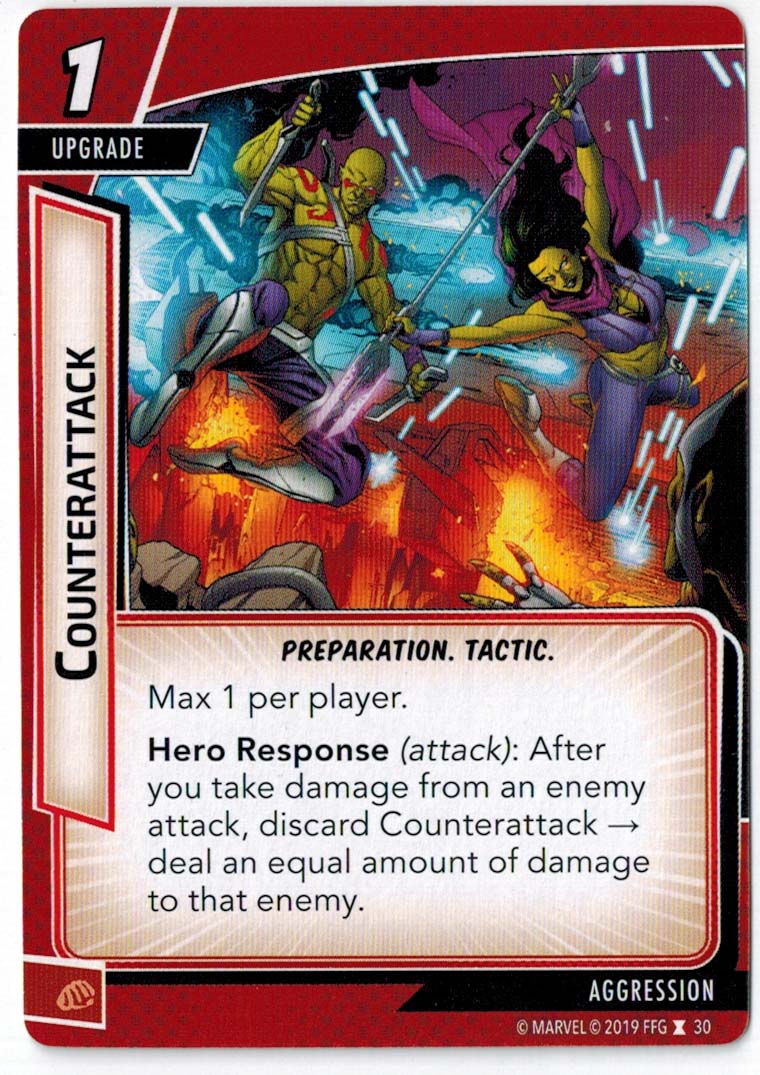 1
UPGRADE
COUNTERATTACK
PREPARATION. TACTIC.
Max 1 per player.
Hero Response (attack): After
you take damage from an enemy
attack, discard Counterattack →
deal an equal amount of damage
to that enemy.
AGGRESSION
© MARVEL © 2019 FFG 30